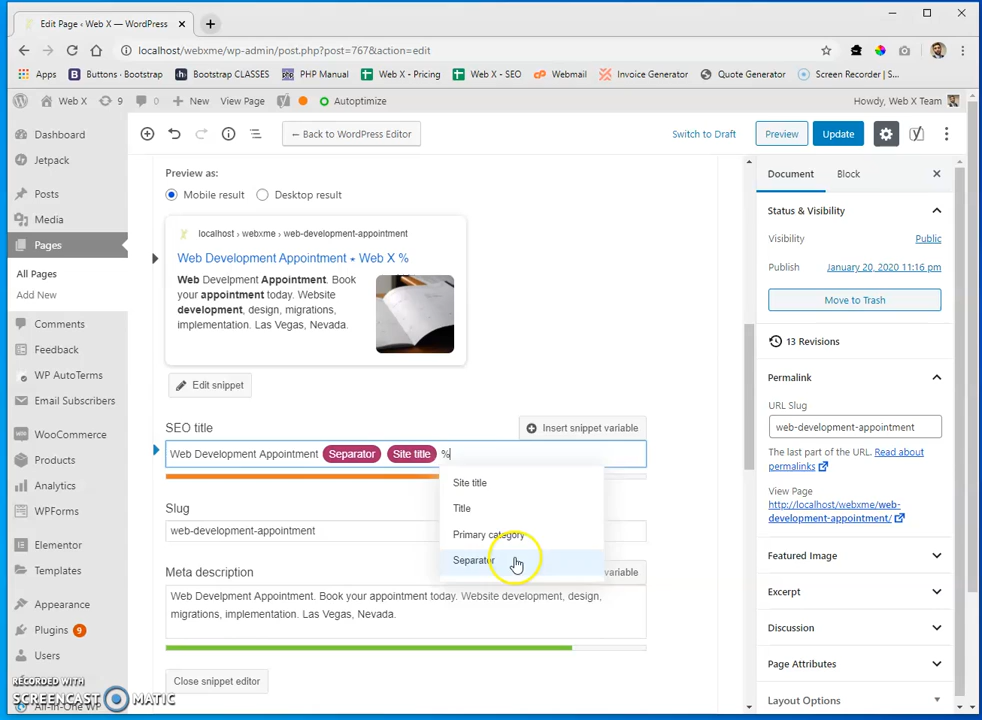 Edit Page ‹ Web X — WordPress
localhost/webxme/wp-admin/post.php?post=767&action=edit
Apps Buttons · Bootstrap Bootstrap CLASSES PHP Manual Web X - Pricing Web X - SEO Webmail Invoice Generator Quote Generator Screen Recorder | S...
Web X 9 0 New View Page Autoptimize Howdy, Web X Team
Dashboard
Jetpack
Posts
Media
Pages
All Pages
Add New
Comments
Feedback
WP AutoTerms
Email Subscribers
WooCommerce
Products
Analytics
WPForms
Elementor
Templates
Appearance
Plugins 9
Users
All-in-One WP
RECORDED WITH
SCREENCAST MATIC
← Back to WordPress Editor Switch to Draft Preview Update
Preview as:
Mobile result Desktop result
localhost › webxme › web-development-appointment
Web Development Appointment • Web X %
Web Develpment Appointment. Book
your appointment today. Website
development, design, migrations,
implementation. Las Vegas, Nevada.
Edit snippet
SEO title Insert snippet variable
Web Development Appointment Separator Site title %
Site title
Title
Primary category
Separator
Slug
web-development-appointment
Meta description variable
Web Develpment Appointment. Book your appointment today. Website development, design,
migrations, implementation. Las Vegas, Nevada.
Close snippet editor
Document Block
Status & Visibility
Visibility Public
Publish January 20, 2020 11:16 pm
Move to Trash
13 Revisions
Permalink
URL Slug
web-development-appointment
The last part of the URL. Read about
permalinks
View Page
http://localhost/webxme/web-
development-appointment/
Featured Image
Excerpt
Discussion
Page Attributes
Layout Options